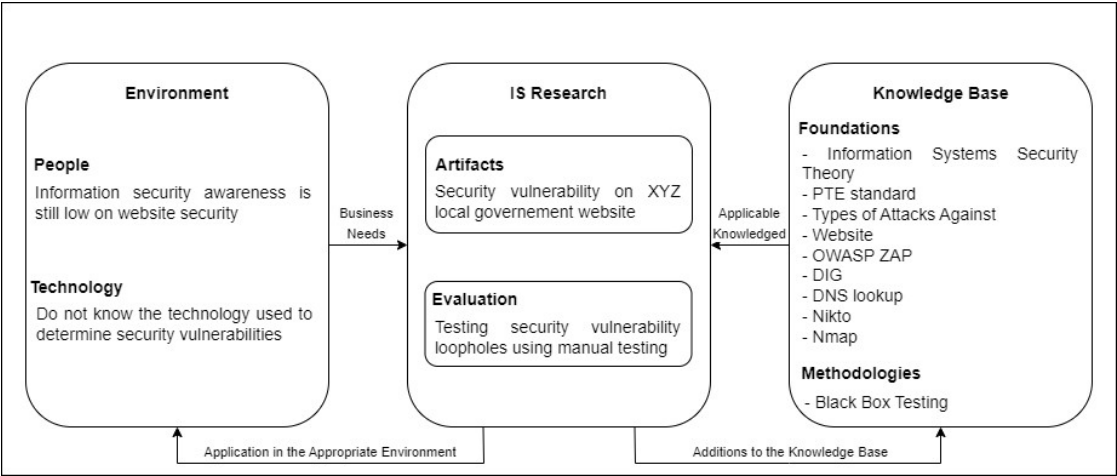 Environment
People
Information security awareness is
still low on website security
Technology
Do not know the technology used to
determine security vulnerabilities
Business
Needs
IS Research
Artifacts
Security vulnerability on XYZ
local governement website
Evaluation
Testing security vulnerability
loopholes using manual testing
Applicable
Knowledged
Knowledge Base
Foundations
- Information Systems Security
Theory
- PTE standard
- Types of Attacks Against
- Website
- OWASP ZAP
- DIG
- DNS lookup
- Nikto
- Nmap
Methodologies
- Black Box Testing
Application in the Appropriate Environment
Additions to the Knowledge Base